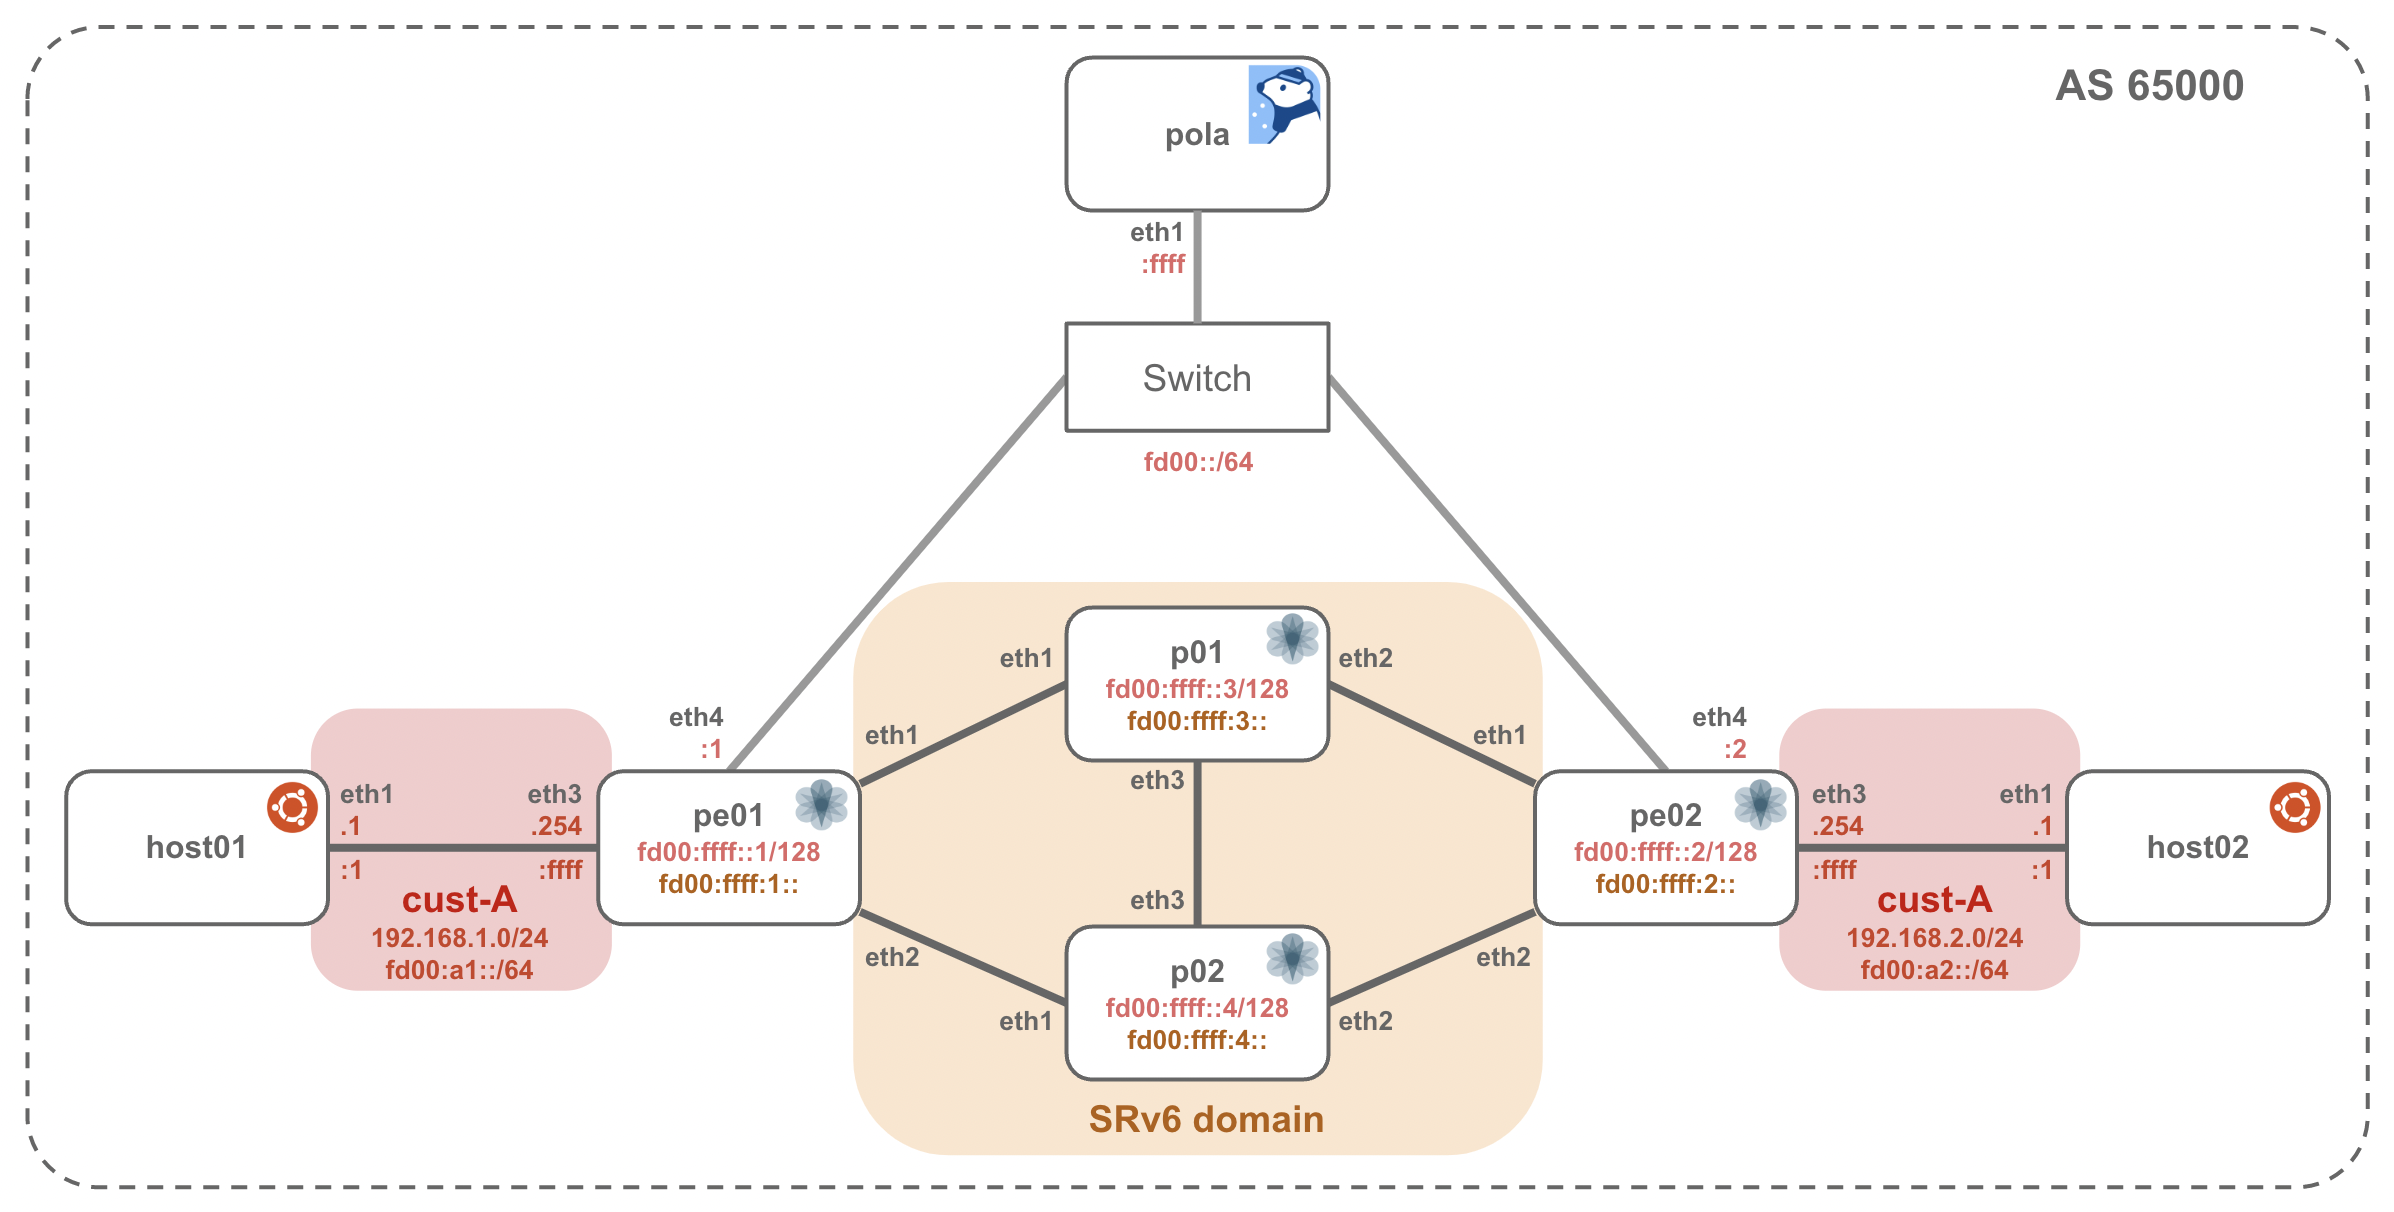 AS 65000
pola
eth1
:ffff
Switch
fd00::/64
p01
fd00:ffff::3/128
fd00:ffff:3::
eth1
eth2
eth3
eth4
:1
eth1
eth1
eth4
:2
host01
eth1
.1
:1
eth3
.254
:ffff
cust-A
192.168.1.0/24
fd00:a1::/64
pe01
fd00:ffff::1/128
fd00:ffff:1::
pe02
fd00:ffff::2/128
fd00:ffff:2::
eth3
.254
:ffff
eth1
.1
:1
cust-A
192.168.2.0/24
fd00:a2::/64
host02
eth2
eth3
eth2
p02
fd00:ffff::4/128
fd00:ffff:4::
eth1
eth2
SRv6 domain